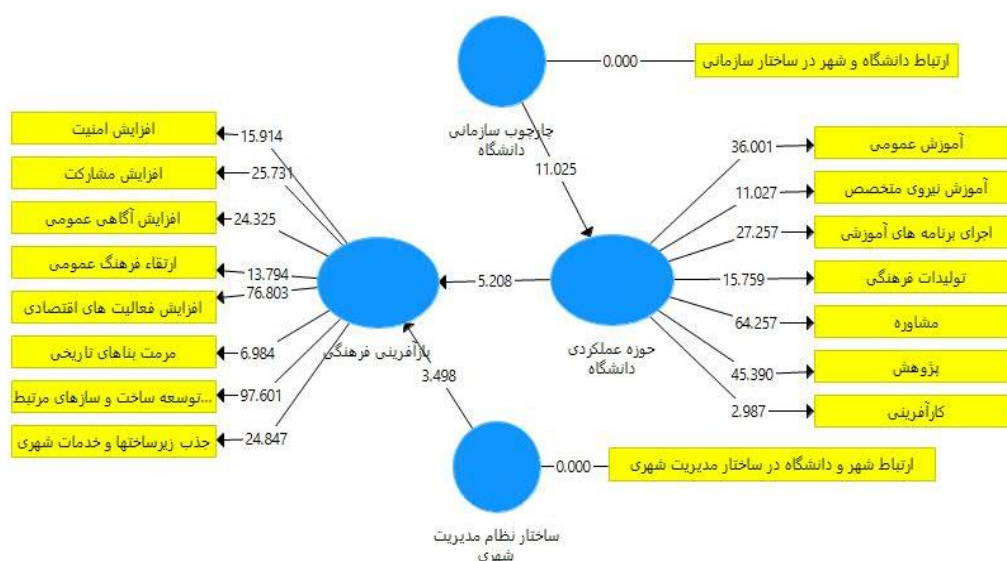 ارتباط دانشگاه و شهر در ساختار سازمانی
0.000
چارچوب سازمانی
دانشگاه
11.025
آموزش عمومی
36.001
آموزش نیروی متخصص
11.027
اجرای برنامه های آموزشی
27.257
تولیدات فرهنگی
15.759
مشاوره
64.257
پژوهش
45.390
کارآفرینی
2.987
حوزه عملکردی
دانشگاه
5.208
افزایش امنیت
15.914
افزایش مشارکت
25.731
افزایش آگاهی عمومی
24.325
ارتقاء فرهنگ عمومی
13.794
افزایش فعالیت های اقتصادی
76.803
مرمت بناهای تاریخی
6.984
توسعه ساخت و سازهای مرتبط...
97.601
جذب زیرساختها و خدمات شهری
24.847
بازآفرینی فرهنگی
3.498
ارتباط شهر و دانشگاه در ساختار مدیریت شهری
0.000
ساختار نظام مدیریت
شهری